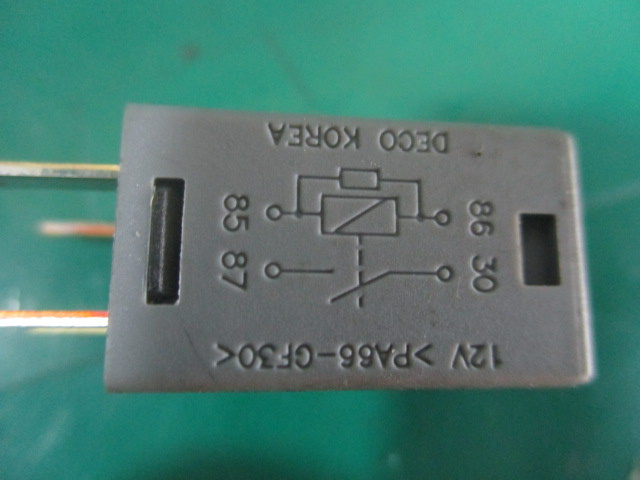 12V >PA66-GF30<
30 87
86 85
DECO KOREA